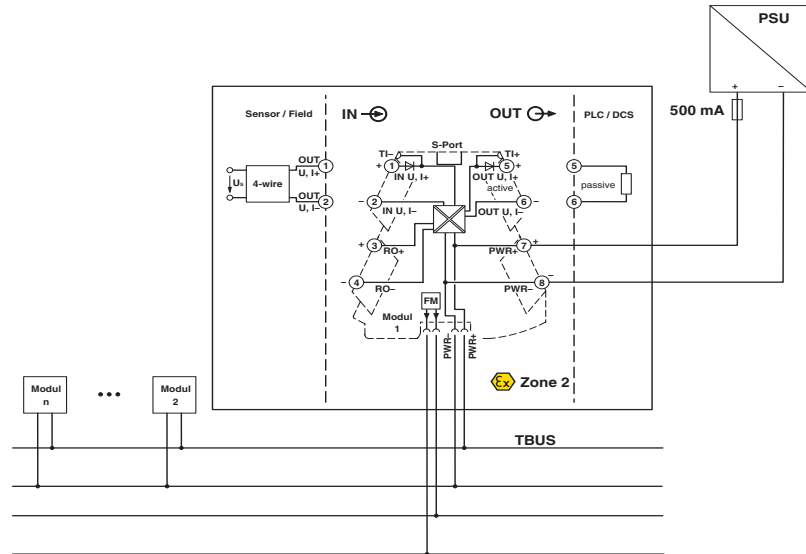 PSU
+ −
500 mA
Sensor / Field
IN
OUT
PLC / DCS
S-Port
TI−
TI+
+ 1
5 +
IN U, I+
OUT U, I+
active
OUT
U, I+
1
4-wire
Us
OUT
U, I−
2
5
passive
6
− 2
IN U, I−
OUT U, I−
6 −
+ 3
RO+
PWR+
7 +
− 4
RO−
PWR−
8 −
FM
Modul
1
PWR−
PWR+
Ex
Zone 2
Modul
n
•••
Modul
2
TBUS